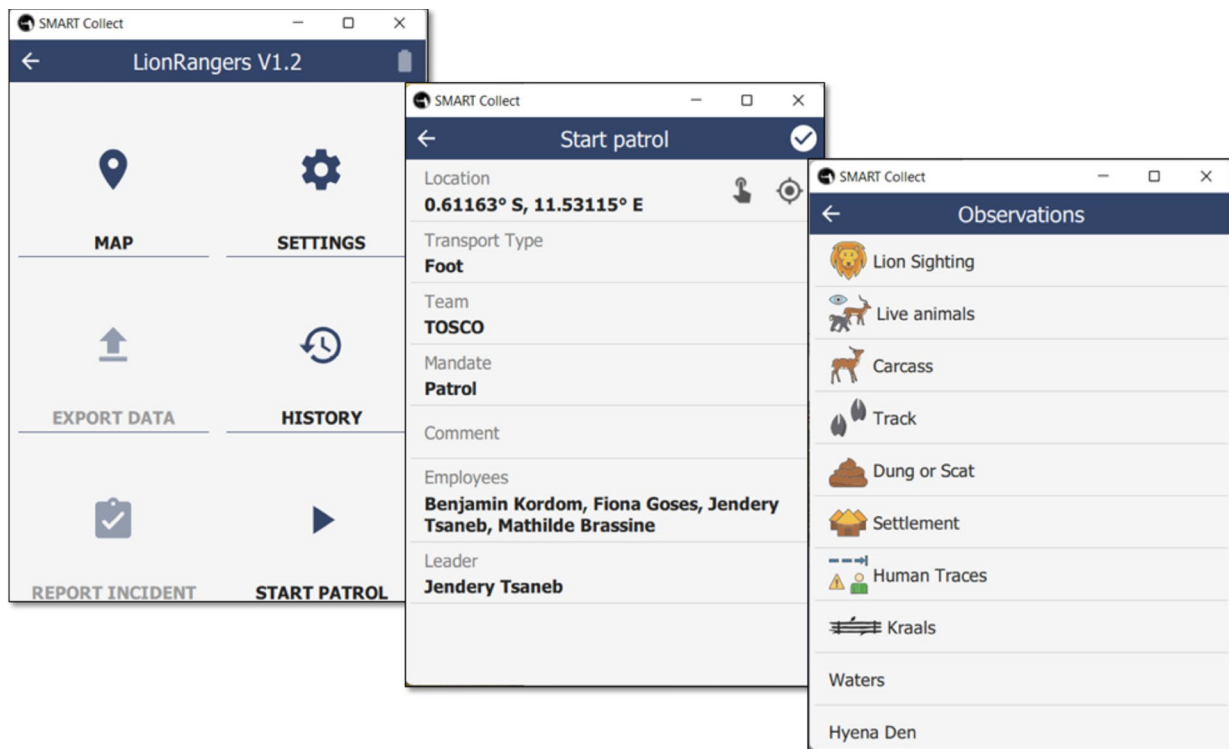 SMART Collect
LionRangers V1.2
MAP
SETTINGS
EXPORT DATA
HISTORY
REPORT INCIDENT
START PATROL
SMART Collect
Start patrol
Location
0.61163° S, 11.53115° E
Transport Type
Foot
Team
TOSCO
Mandate
Patrol
Comment
Employees
Benjamin Kordom, Fiona Goses, Jendery
Tsaneb, Mathilde Brassine
Leader
Jendery Tsaneb
SMART Collect
Observations
Lion Sighting
Live animals
Carcass
Track
Dung or Scat
Settlement
Human Traces
Kraals
Waters
Hyena Den